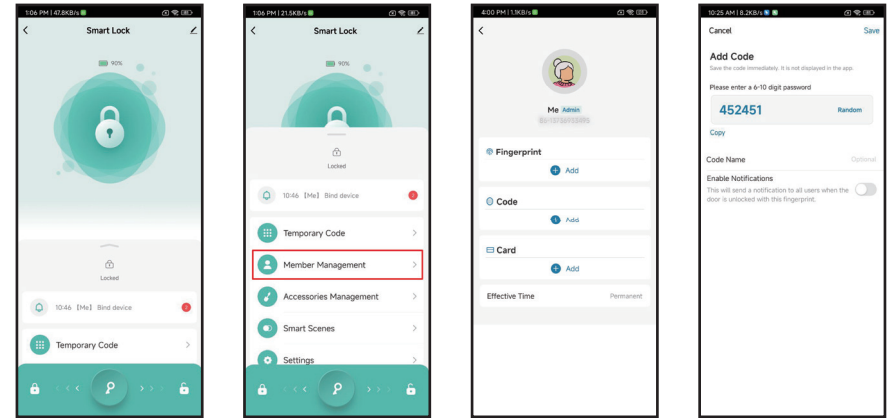 1:06 PM | 47.8KB/s
Smart Lock
90%
Locked
10:46 [Me] Bind device
Temporary Code
1:06 PM | 21.5KB/s
Smart Lock
90%
Locked
10:46 [Me] Bind device
Temporary Code
Member Management
Accessories Management
Smart Scenes
Settings
4:00 PM | 1.1KB/s
Me Admin
Fingerprint
Add
Code
Add
Card
Add
Effective Time Permanent
10:25 AM | 8.2KB/s
Cancel Save
Add Code
Save the code immediately. It is not displayed in the app.
Please enter a 6-10 digit password
452451 Random
Copy
Code Name Optional
Enable Notifications
This will send a notification to all users when the
door is unlocked with this fingerprint.